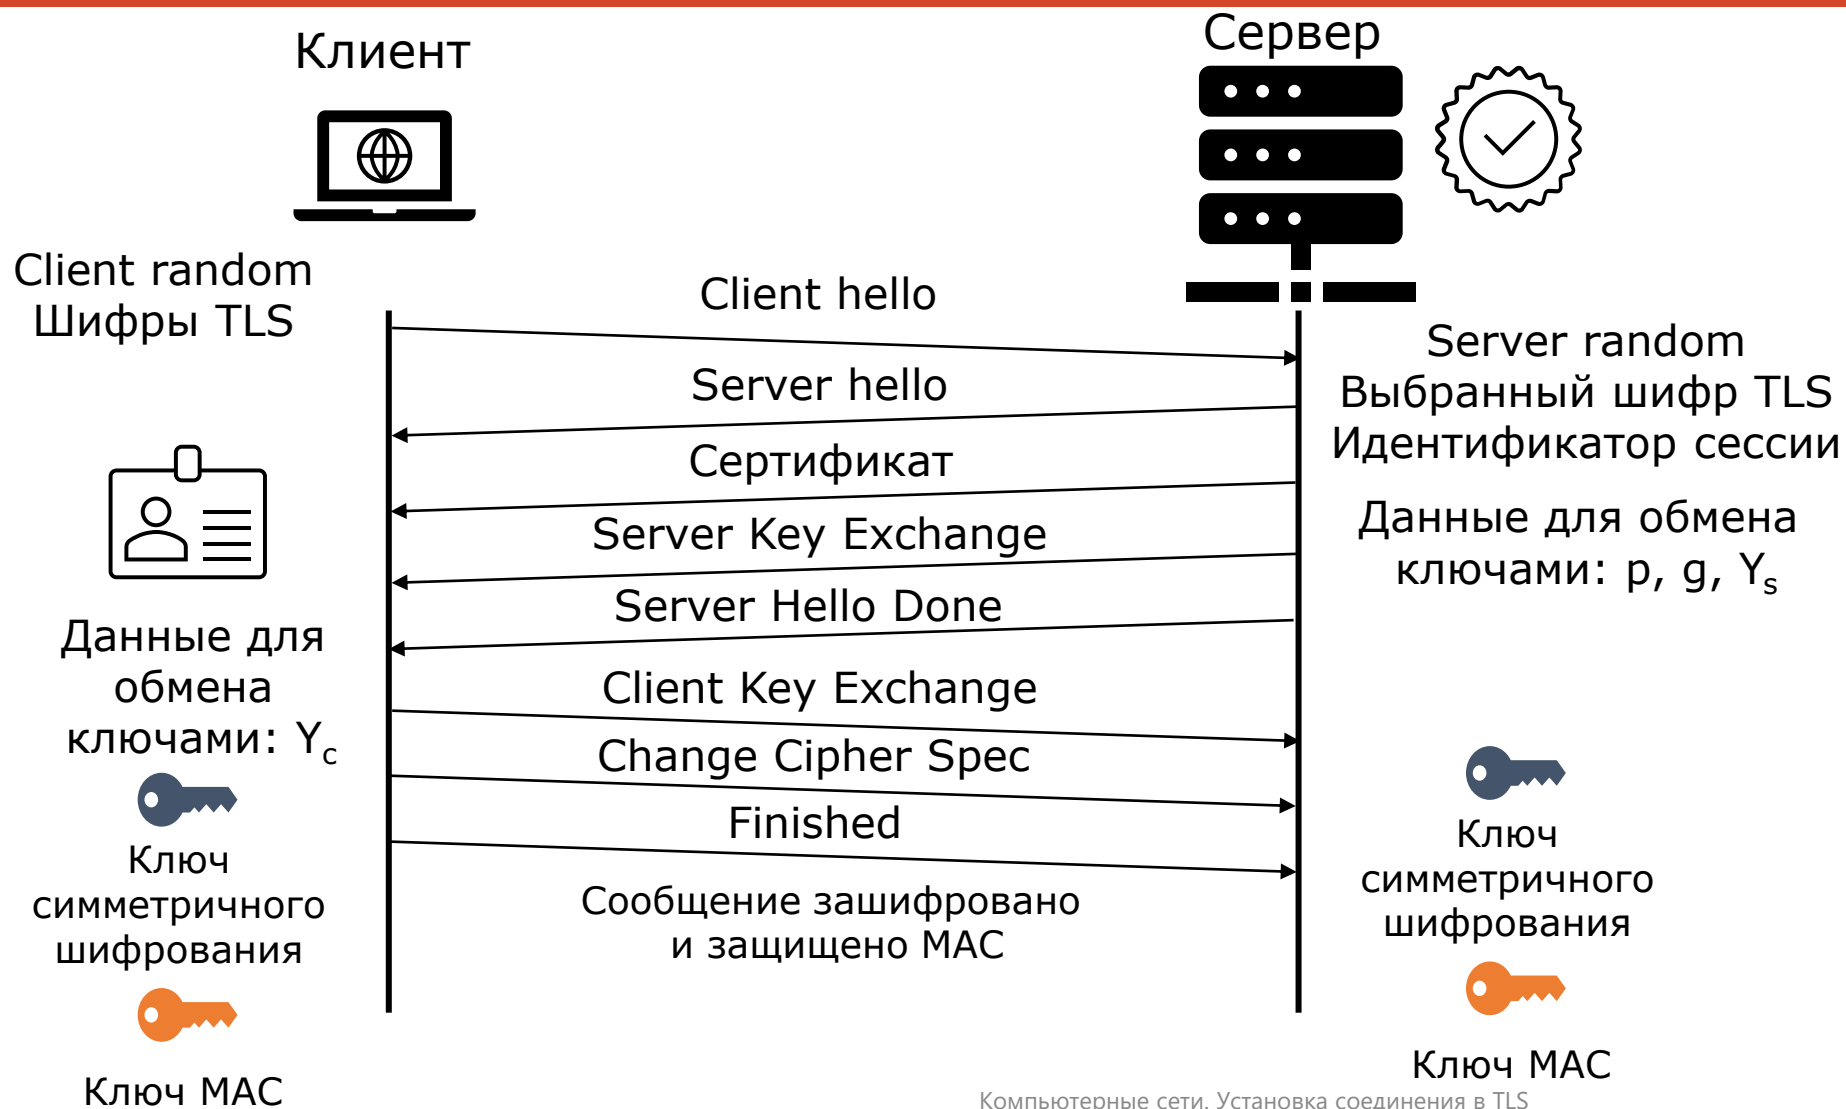 Клиент
Сервер
Client random
Шифры TLS
Client hello
Server random
Выбранный шифр TLS
Идентификатор сессии
Server hello
Сертификат
Server Key Exchange
Данные для обмена
ключами: p, g, Yₛ
Server Hello Done
Данные для
обмена
ключами: Y꜀
Client Key Exchange
Change Cipher Spec
Finished
Сообщение зашифровано
и защищено MAC
Ключ
симметричного
шифрования
Ключ MAC
Ключ
симметричного
шифрования
Ключ MAC
Компьютерные сети. Установка соединения в TLS